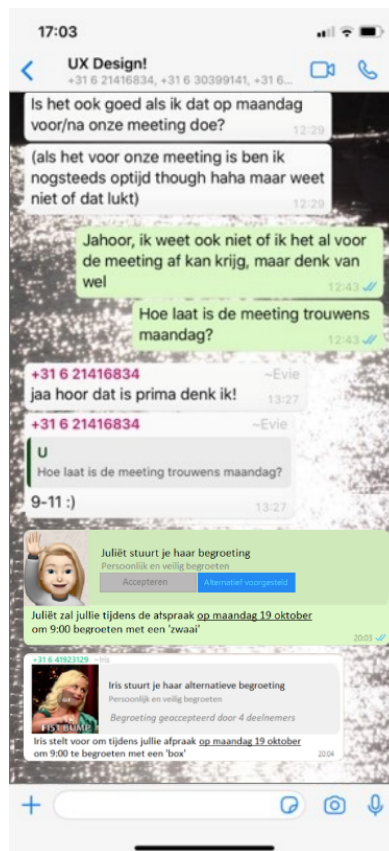 17:03
UX Design!
+31 6 21416834, +31 6 30399141, +31 6...
Is het ook goed als ik dat op maandag
voor/na onze meeting doe?
12:29
(als het voor onze meeting is ben ik
nogsteeds optijd though haha maar weet
niet of dat lukt)
12:29
Jahoor, ik weet ook niet of ik het al voor
de meeting af kan krijg, maar denk van
wel
12:43
Hoe laat is de meeting trouwens
maandag?
12:43
+31 6 21416834 ~Evie
jaa hoor dat is prima denk ik!
13:27
+31 6 21416834 ~Evie
U
Hoe laat is de meeting trouwens maandag?
9-11 :)
13:27
Juliët stuurt je haar begroeting
Persoonlijk en veilig begroeten
Accepteren Alternatief voorgesteld
Juliët zal jullie tijdens de afspraak op maandag 19 oktober
om 9:00 begroeten met een 'zwaai'
20:03
+31 6 41923129 ~Iris
Iris stuurt je haar alternatieve begroeting
Persoonlijk en veilig begroeten
Begroeting geaccepteerd door 4 deelnemers
FIST BUMP
Iris stelt voor om tijdens jullie afpraak op maandag 19 oktober
om 9:00 te begroeten met een 'box'
20:04